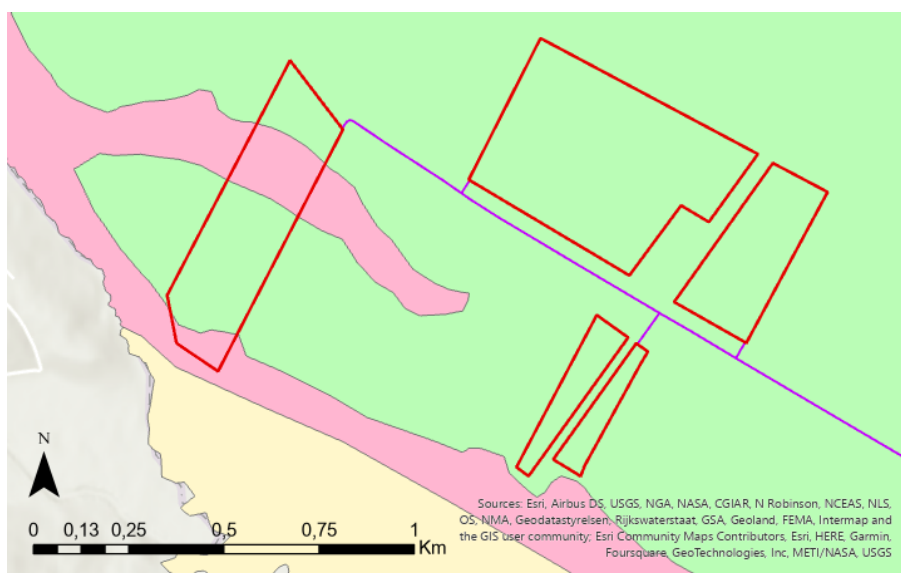 N
0 0,13 0,25 0,5 0,75 1
Km
Sources: Esri, Airbus DS, USGS, NGA, NASA, CGIAR, N Robinson, NCEAS, NLS,
OS, NMA, Geodatastyrelsen, Rijkswaterstaat, GSA, Geoland, FEMA, Intermap and
the GIS user community; Esri Community Maps Contributors, Esri, HERE, Garmin,
Foursquare, GeoTechnologies, Inc, METI/NASA, USGS